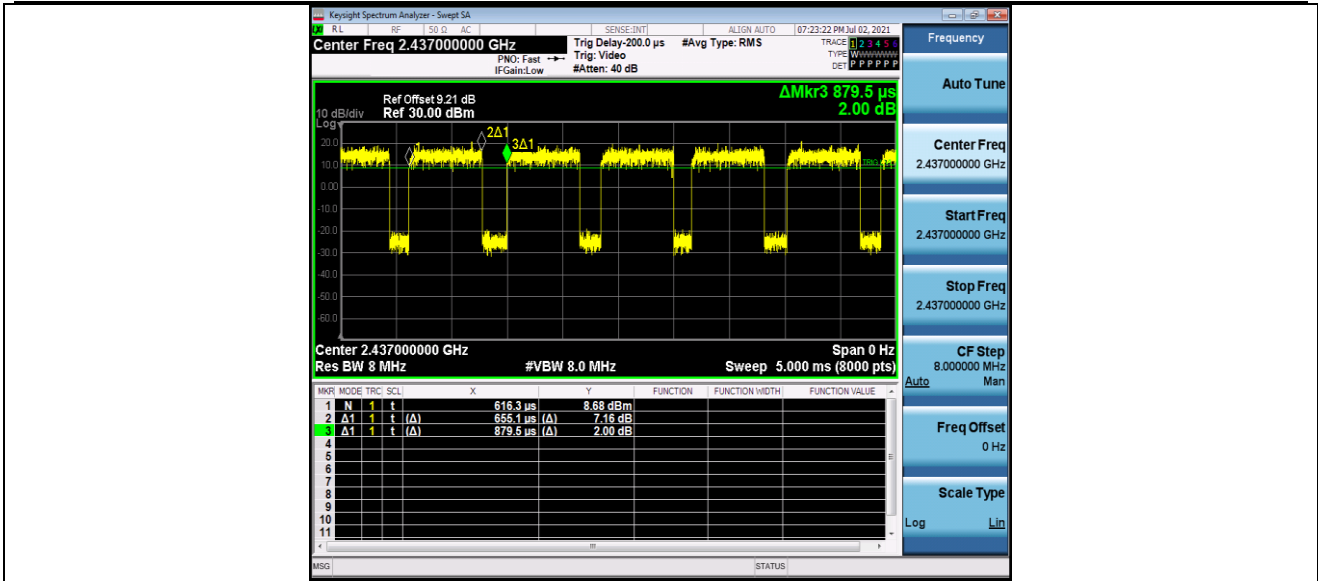 Keysight Spectrum Analyzer - Swept SA
RL RF 50 Ω AC SENSE:INT ALIGN AUTO 07:23:22 PM Jul 02, 2021
Center Freq 2.437000000 GHz
PNO: Fast
IFGain:Low
Trig Delay-200.0 µs
Trig: Video
#Atten: 40 dB
#Avg Type: RMS
TRACE 1 2 3 4 5 6
TYPE WWWWWW
DET P P P P P P
ΔMkr3 879.5 µs
2.00 dB
Ref Offset 9.21 dB
10 dB/div Ref 30.00 dBm
Log
20.0
10.0
0.00
-10.0
-20.0
-30.0
-40.0
-50.0
-60.0
1
2Δ1
3Δ1
Center 2.437000000 GHz Span 0 Hz
Res BW 8 MHz #VBW 8.0 MHz Sweep 5.000 ms (8000 pts)
MKR MODE TRC SCL X Y FUNCTION FUNCTION WIDTH FUNCTION VALUE
1 N 1 t 616.3 µs 8.68 dBm
2 Δ1 1 t (Δ) 655.1 µs (Δ) 7.16 dB
3 Δ1 1 t (Δ) 879.5 µs (Δ) 2.00 dB
4
5
6
7
8
9
10
11
MSG STATUS
Frequency
Auto Tune
Center Freq
2.437000000 GHz
Start Freq
2.437000000 GHz
Stop Freq
2.437000000 GHz
CF Step
8.000000 MHz
Auto Man
Freq Offset
0 Hz
Scale Type
Log Lin